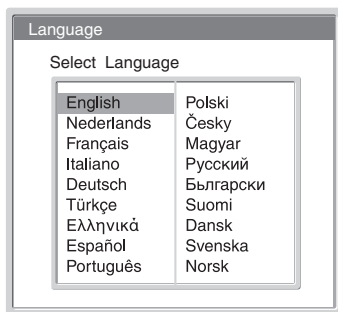 Language
Select Language
English
Nederlands
Français
Italiano
Deutsch
Türkçe
Ελληνικά
Español
Português
Polski
Česky
Magyar
Русский
Бьлгарски
Suomi
Dansk
Svenska
Norsk